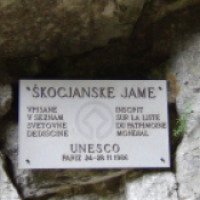 "ŠKOCJANSKE JAME"
VPISANE
V SEZNAM
SVETOVNE
DEDIŠČINE
INSCRIT
SUR LA LISTE
DU PATRIMOINE
MONDIAL
UNESCO
PARIZ 24-28 11 1986